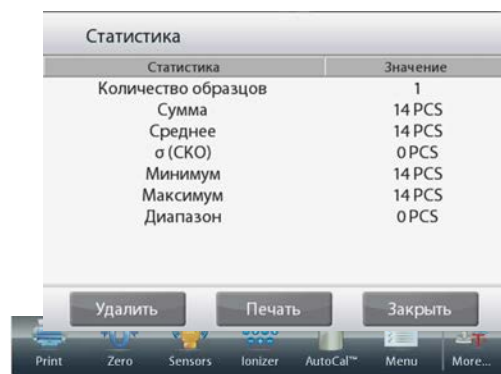 Статистика
Статистика Значение
Количество образцов 1
Сумма 14 PCS
Среднее 14 PCS
σ (СКО) 0 PCS
Минимум 14 PCS
Максимум 14 PCS
Диапазон 0 PCS
Удалить Печать Закрыть
Print Zero Sensors Ionizer AutoCal™ Menu More...